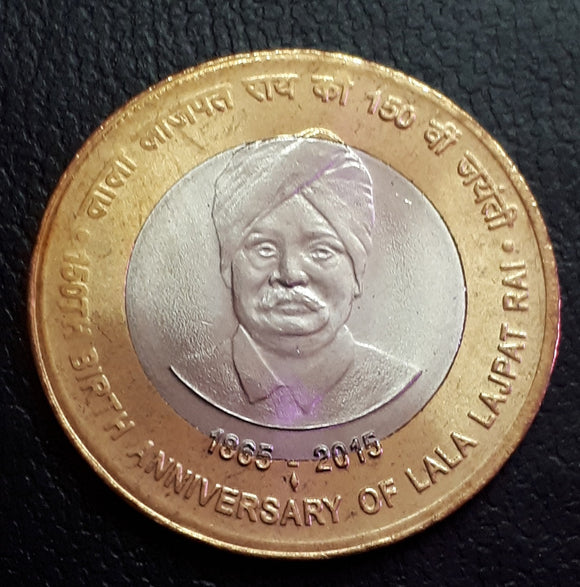 लाला लाजपत राय की 150 वीं जयंती
1865 - 2015
150TH BIRTH ANNIVERSARY OF LALA LAJPAT RAI